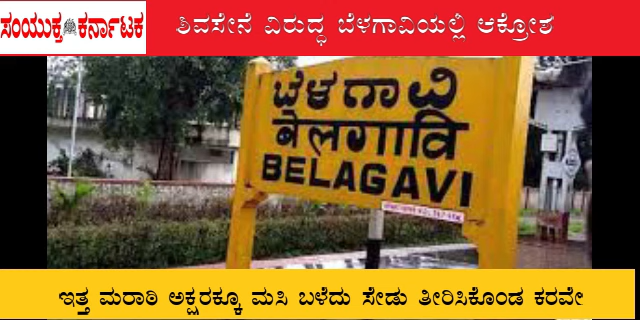 ಸಂಯುಕ್ತ ಕರ್ನಾಟಕ
ಶಿವಸೇನೆ ವಿರುದ್ಧ ಬೆಳಗಾವಿಯಲ್ಲಿ ಆಕ್ರೋಶ
ಬೆಳಗಾವಿ
बेलगावि
BELAGAVI
ಇತ್ತ ಮರಾಠಿ ಅಕ್ಷರಕ್ಕೂ ಮಸಿ ಬಳೆದು ಸೇಡು ತೀರಿಸಿಕೊಂಡ ಕರವೇ